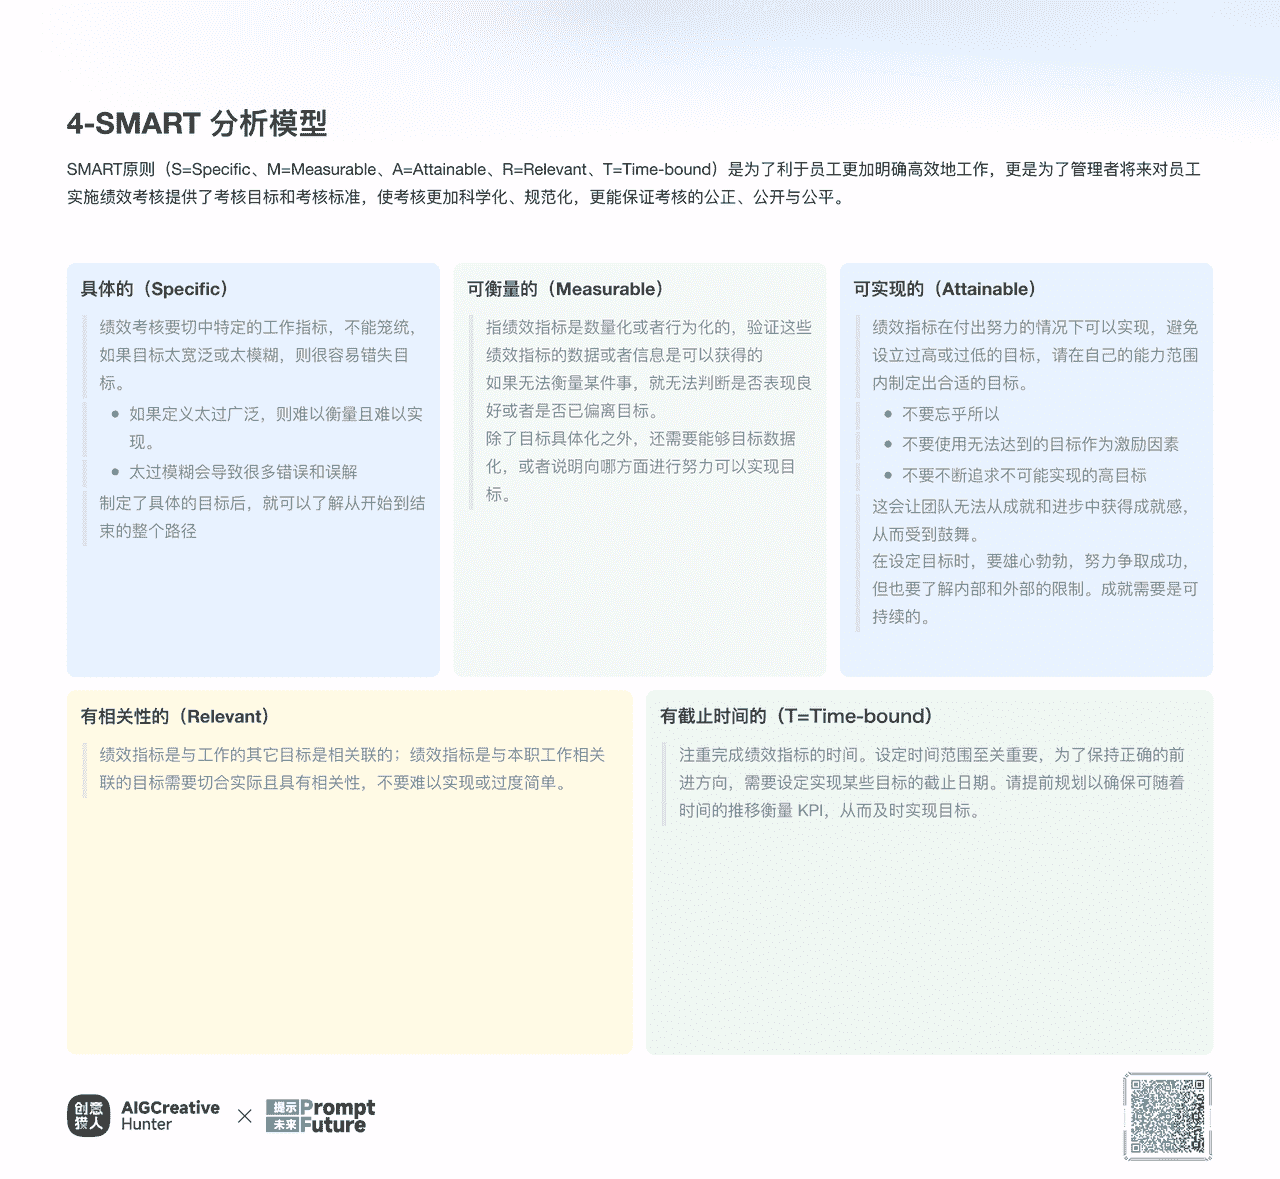 4-SMART 分析模型
SMART原则（S=Specific、M=Measurable、A=Attainable、R=Relevant、T=Time-bound）是为了利于员工更加明确高效地工作，更是为了管理者将来对员工
实施绩效考核提供了考核目标和考核标准，使考核更加科学化、规范化，更能保证考核的公正、公开与公平。
具体的（Specific）
绩效考核要切中特定的工作指标，不能笼统，
如果目标太宽泛或太模糊，则很容易错失目
标。
• 如果定义太过广泛，则难以衡量且难以实
现。
• 太过模糊会导致很多错误和误解
制定了具体的目标后，就可以了解从开始到结
束的整个路径
可衡量的（Measurable）
指绩效指标是数量化或者行为化的，验证这些
绩效指标的数据或者信息是可以获得的
如果无法衡量某件事，就无法判断是否表现良
好或者是否已偏离目标。
除了目标具体化之外，还需要能够目标数据
化，或者说明向哪方面进行努力可以实现目
标。
可实现的（Attainable）
绩效指标在付出努力的情况下可以实现，避免
设立过高或过低的目标，请在自己的能力范围
内制定出合适的目标。
• 不要忘乎所以
• 不要使用无法达到的目标作为激励因素
• 不要不断追求不可能实现的高目标
这会让团队无法从成就和进步中获得成就感，
从而受到鼓舞。
在设定目标时，要雄心勃勃，努力争取成功，
但也要了解内部和外部的限制。成就需要是可
持续的。
有相关性的（Relevant）
绩效指标是与工作的其它目标是相关联的；绩效指标是与本职工作相关
联的目标需要切合实际且具有相关性，不要难以实现或过度简单。
有截止时间的（T=Time-bound）
注重完成绩效指标的时间。设定时间范围至关重要，为了保持正确的前
进方向，需要设定实现某些目标的截止日期。请提前规划以确保可随着
时间的推移衡量 KPI，从而及时实现目标。
创意
猎人
AIGCreative
Hunter
×
提示
未来
Prompt
Future